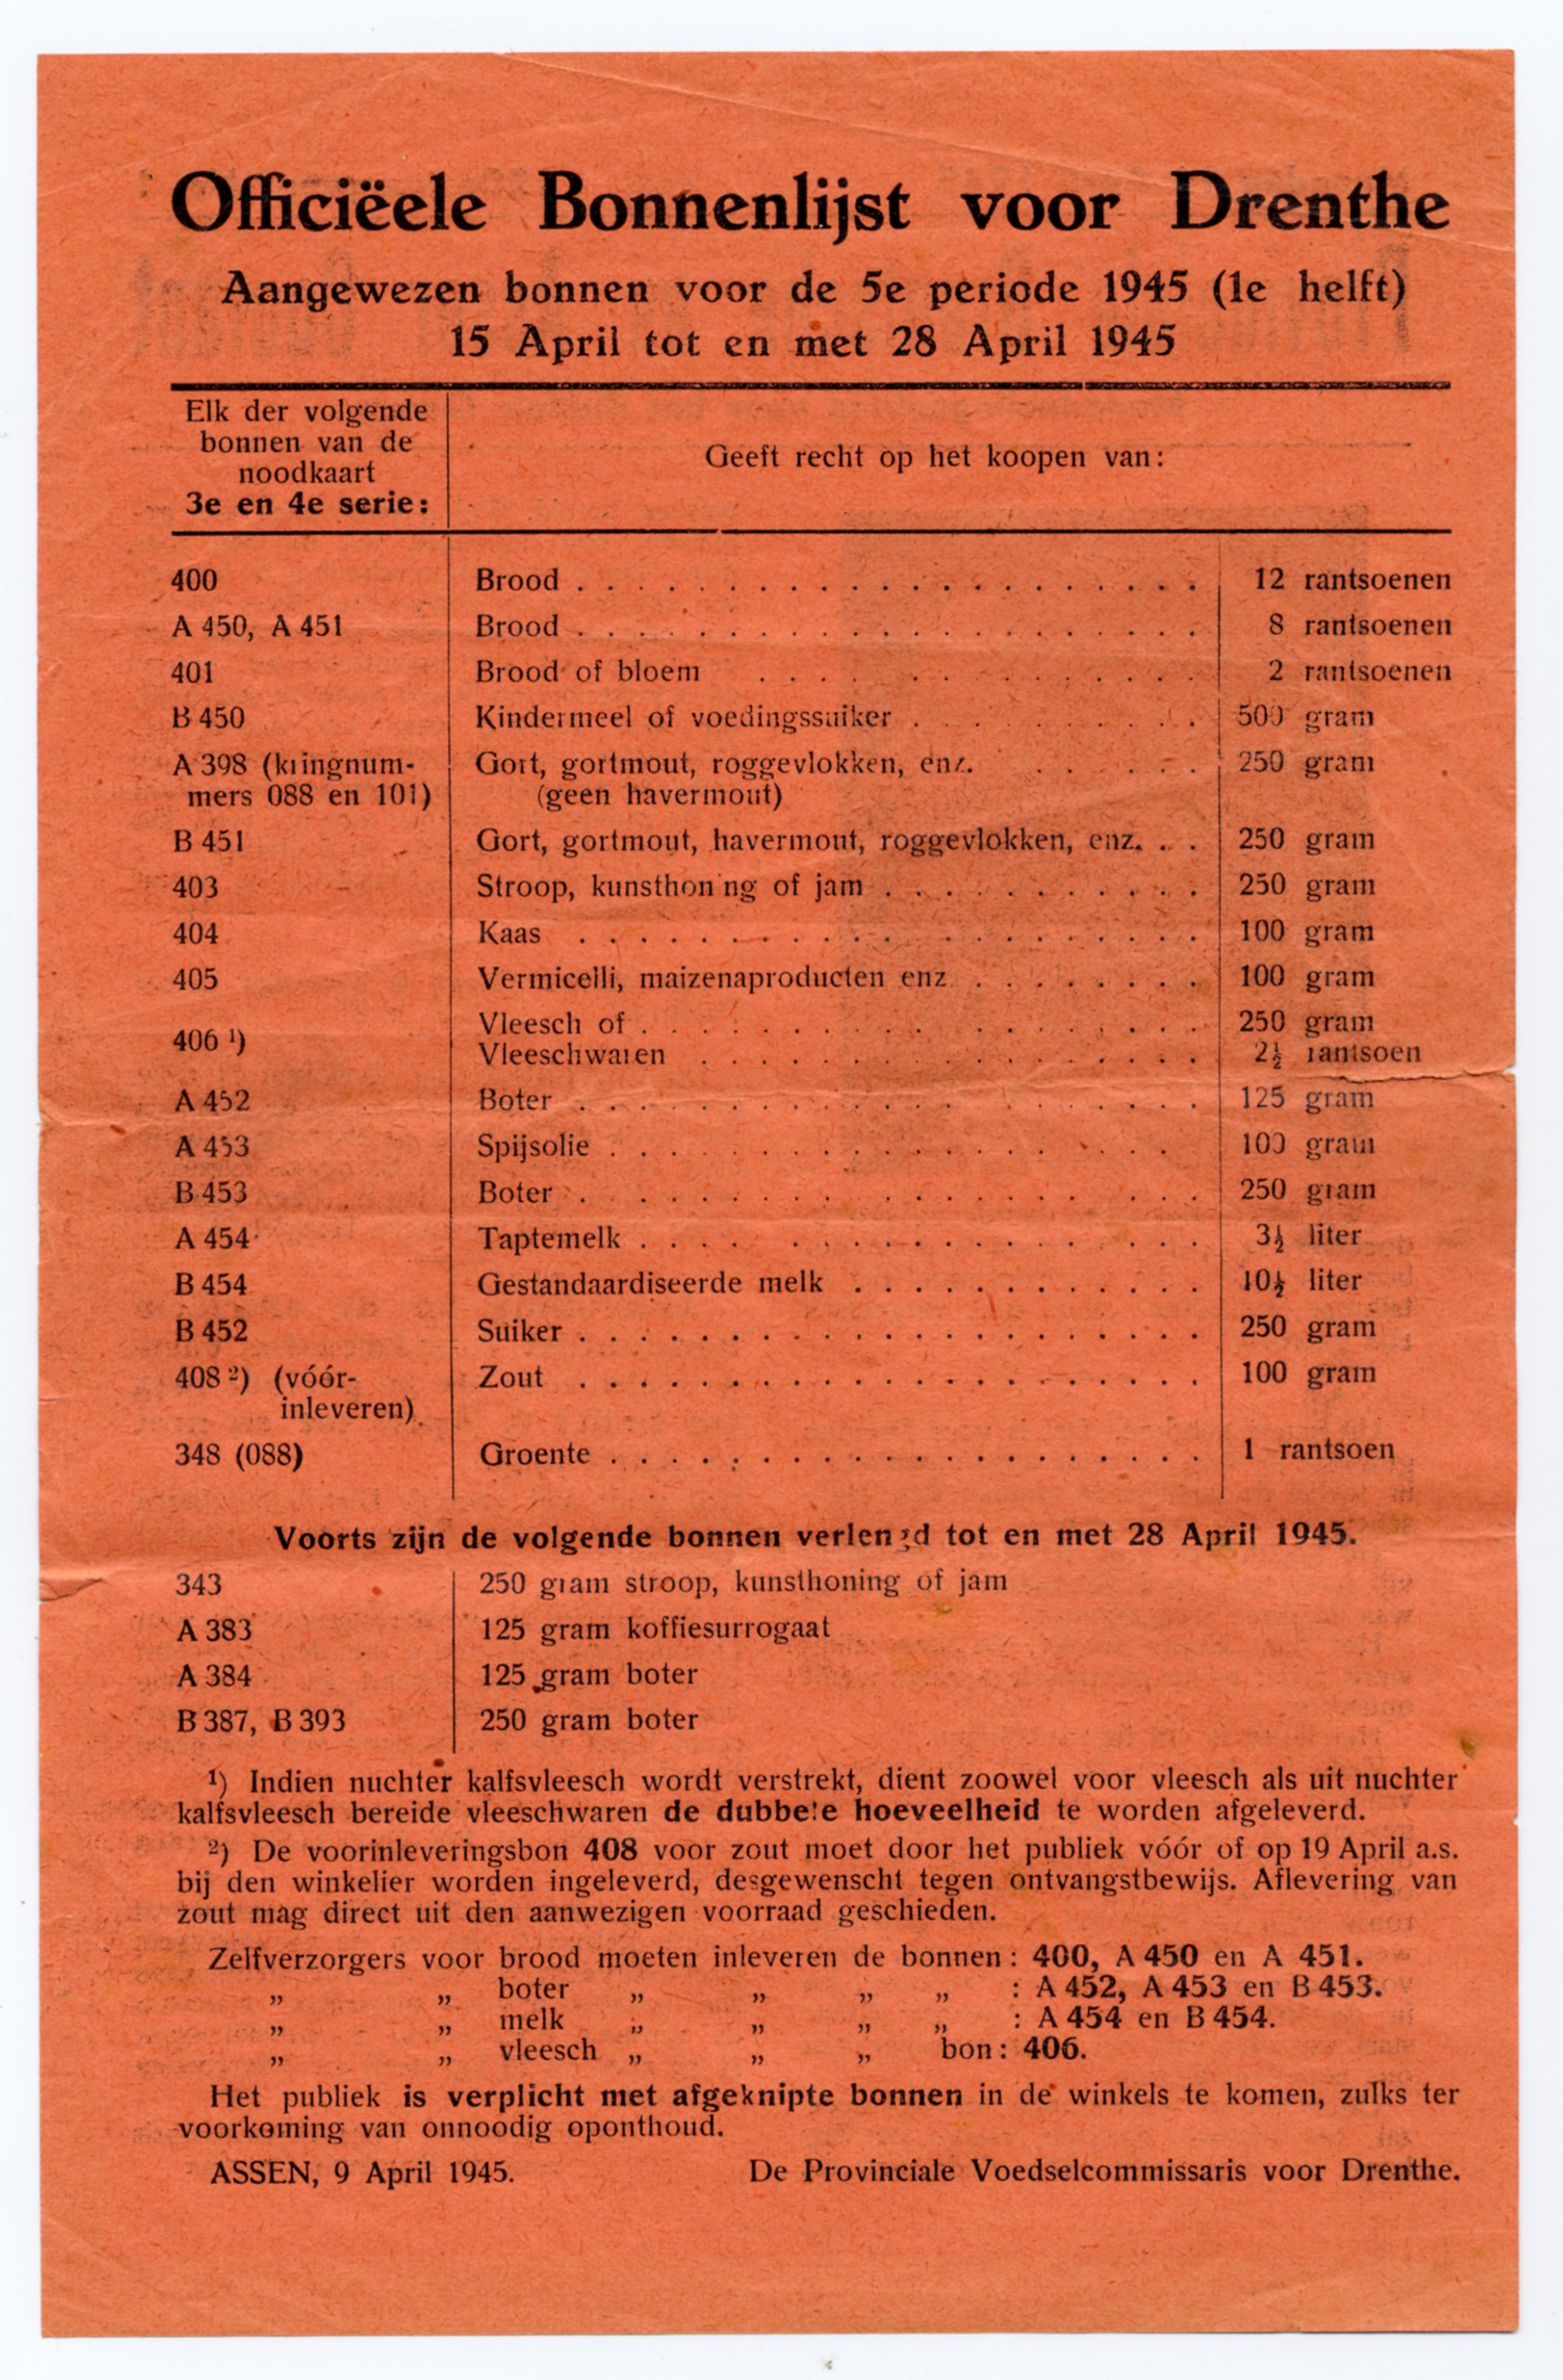 Officiëele Bonnenlijst voor Drenthe
Aangewezen bonnen voor de 5e periode 1945 (1e helft)
15 April tot en met 28 April 1945
Elk der volgende
bonnen van de
noodkaart
3e en 4e serie:
Geeft recht op het koopen van:
400 Brood . . . . . . . . . . . . . . . . . . . . . 12 rantsoenen
A 450, A 451 Brood . . . . . . . . . . . . . . . . . . . . . 8 rantsoenen
401 Brood of bloem . . . . . . . . . . . . . . 2 rantsoenen
B 450 Kindermeel of voedingssuiker . . . . . . . . . . 500 gram
A 398 (kringnum- Gort, gortmout, roggevlokken, enz. . . . . . . 250 gram
mers 088 en 101) (geen havermout)
B 451 Gort, gortmout, havermout, roggevlokken, enz. . . 250 gram
403 Stroop, kunsthoning of jam . . . . . . . . . . . 250 gram
404 Kaas . . . . . . . . . . . . . . . . . . . . . 100 gram
405 Vermicelli, maizenaproducten enz. . . . . . . . . 100 gram
406 ¹) Vleesch of . . . . . . . . . . . . . . . . . . . 250 gram
Vleeschwaren . . . . . . . . . . . . . . . . . 2½ rantsoen
A 452 Boter . . . . . . . . . . . . . . . . . . . . . 125 gram
A 453 Spijsolie . . . . . . . . . . . . . . . . . . . 100 gram
B 453 Boter . . . . . . . . . . . . . . . . . . . . 250 gram
A 454 Taptemelk . . . . . . . . . . . . . . . . . . 3½ liter
B 454 Gestandaardiseerde melk . . . . . . . . . . . . 10½ liter
B 452 Suiker . . . . . . . . . . . . . . . . . . . . . 250 gram
408 ²) (vóór- Zout . . . . . . . . . . . . . . . . . . . . . 100 gram
inleveren)
348 (088) Groente . . . . . . . . . . . . . . . . . . . . 1 rantsoen
Voorts zijn de volgende bonnen verlengd tot en met 28 April 1945.
343 250 gram stroop, kunsthoning of jam
A 383 125 gram koffiesurrogaat
A 384 125 gram boter
B 387, B 393 250 gram boter
¹) Indien nuchter kalfsvleesch wordt verstrekt, dient zoowel voor vleesch als uit nuchter
kalfsvleesch bereide vleeschwaren de dubbele hoeveelheid te worden afgeleverd.
²) De voorinleveringsbon 408 voor zout moet door het publiek vóór of op 19 April a.s.
bij den winkelier worden ingeleverd, desgewenscht tegen ontvangstbewijs. Aflevering van
zout mag direct uit den aanwezigen voorraad geschieden.
Zelfverzorgers voor brood moeten inleveren de bonnen: 400, A 450 en A 451.
„ „ boter „ „ „ „ : A 452, A 453 en B 453.
„ „ melk „ „ „ „ : A 454 en B 454.
„ „ vleesch „ „ „ bon: 406.
Het publiek is verplicht met afgeknipte bonnen in de winkels te komen, zulks ter
voorkoming van onnoodig oponthoud.
ASSEN, 9 April 1945. De Provinciale Voedselcommissaris voor Drenthe.